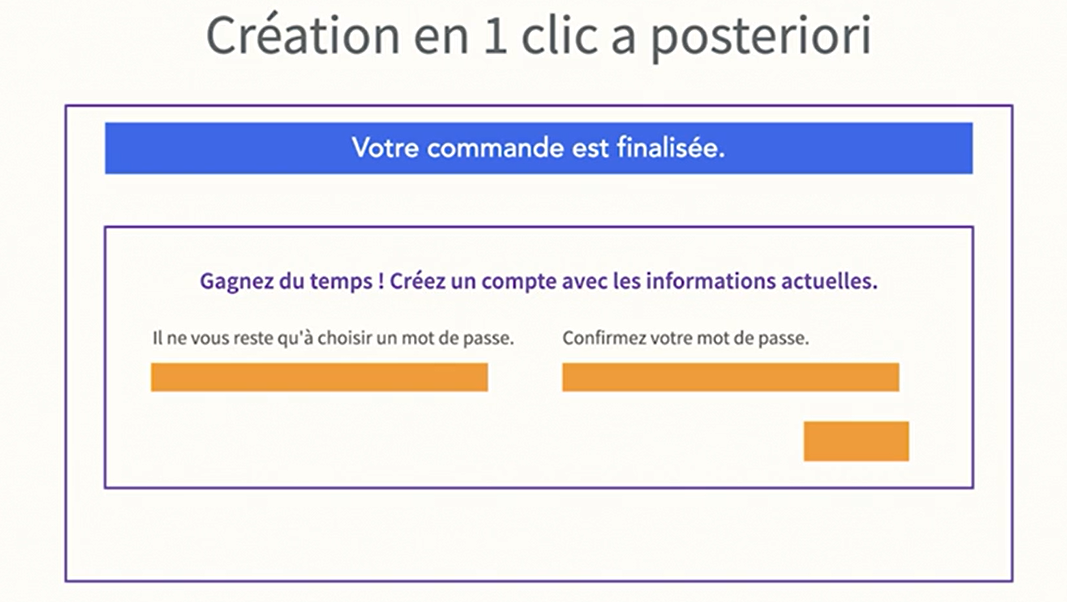 Création en 1 clic a posteriori
Votre commande est finalisée.
Gagnez du temps ! Créez un compte avec les informations actuelles.
Il ne vous reste qu'à choisir un mot de passe.
Confirmez votre mot de passe.